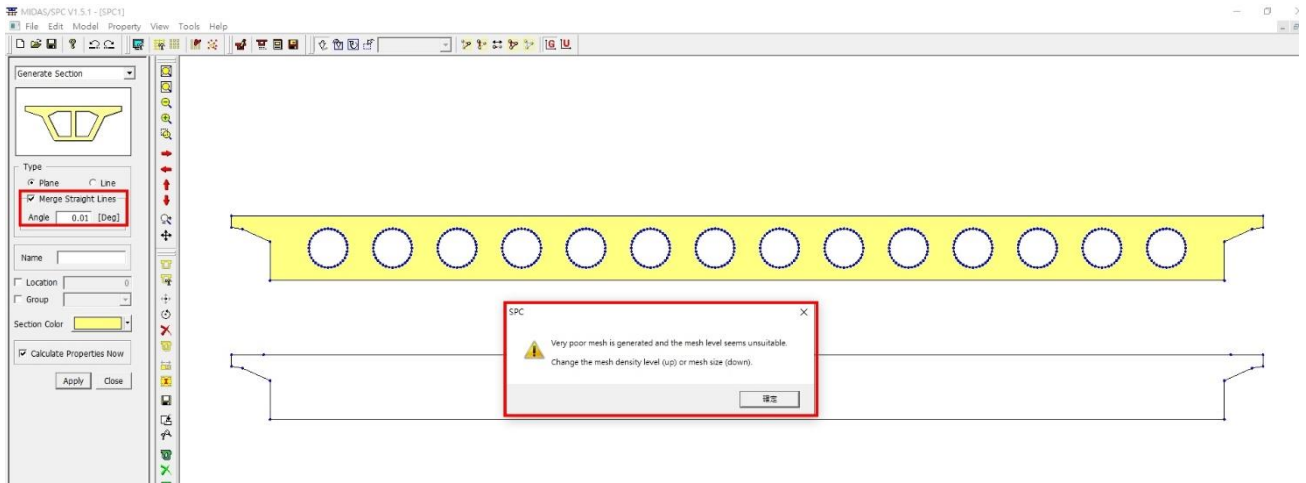 MIDAS/SPC V1.5.1 - [SPC1]
File Edit Model Property View Tools Help
Generate Section
Type
Plane Line
Merge Straight Lines
Angle 0.01 [Deg]
Name
Location 0
Group
Section Color
Calculate Properties Now
Apply Close
SPC
Very poor mesh is generated and the mesh level seems unsuitable.
Change the mesh density level (up) or mesh size (down).
確定